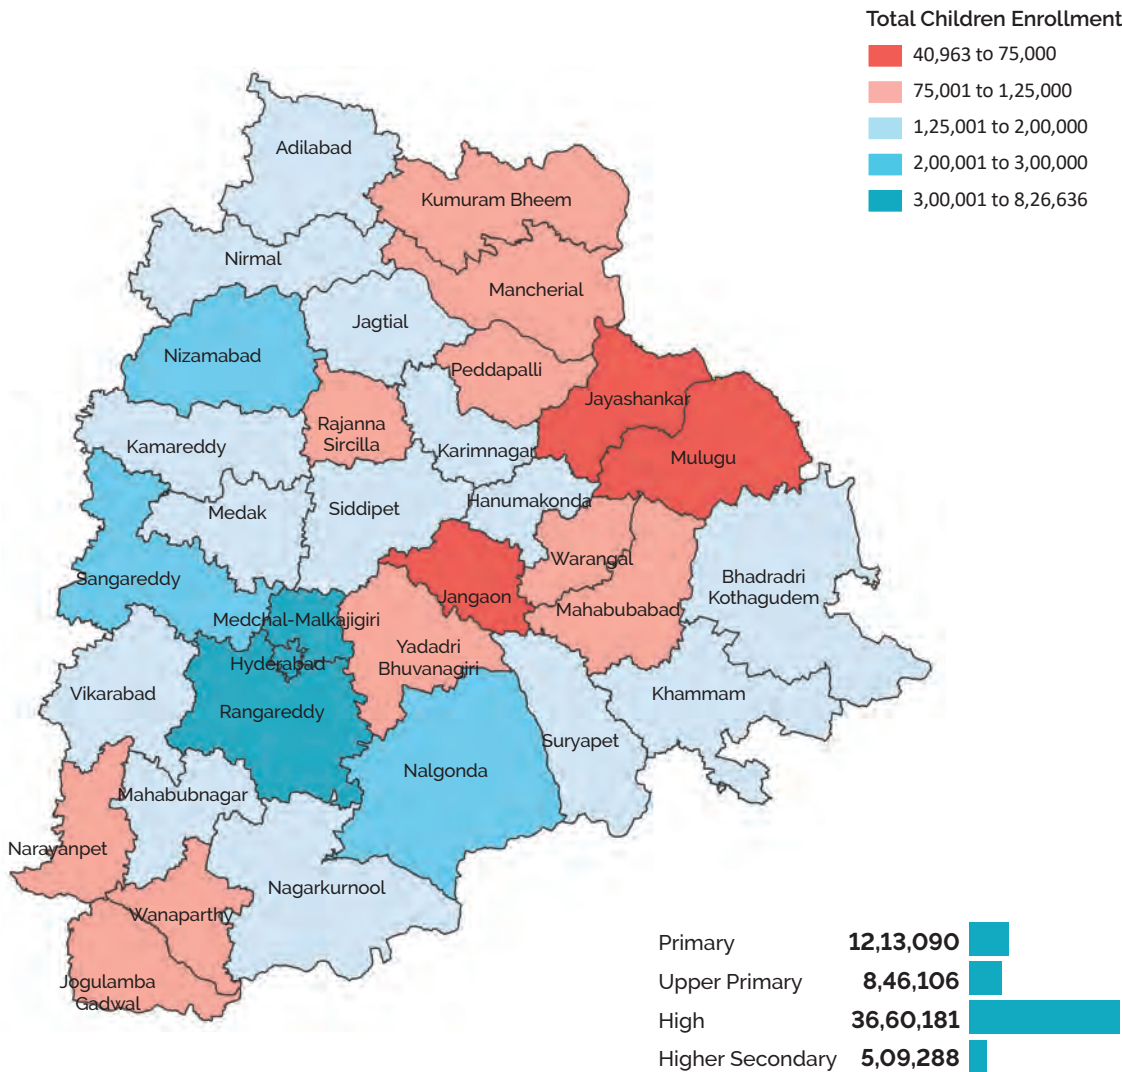 Total Children Enrollment
40,963 to 75,000
75,001 to 1,25,000
1,25,001 to 2,00,000
2,00,001 to 3,00,000
3,00,001 to 8,26,636
Adilabad
Kumuram Bheem
Nirmal
Mancherial
Jagtial
Nizamabad
Peddapalli
Jayashankar
Rajanna
Sircilla
Kamareddy
Karimnagar
Mulugu
Hanumakonda
Siddipet
Medak
Warangal
Sangareddy
Bhadradri
Kothagudem
Jangaon
Mahabubabad
Medchal-Malkajigiri
Yadadri
Bhuvanagiri
Hyderabad
Vikarabad
Khammam
Rangareddy
Suryapet
Nalgonda
Mahabubnagar
Narayanpet
Nagarkurnool
Wanaparthy
Jogulamba
Gadwal
Primary 12,13,090
Upper Primary 8,46,106
High 36,60,181
Higher Secondary 5,09,288